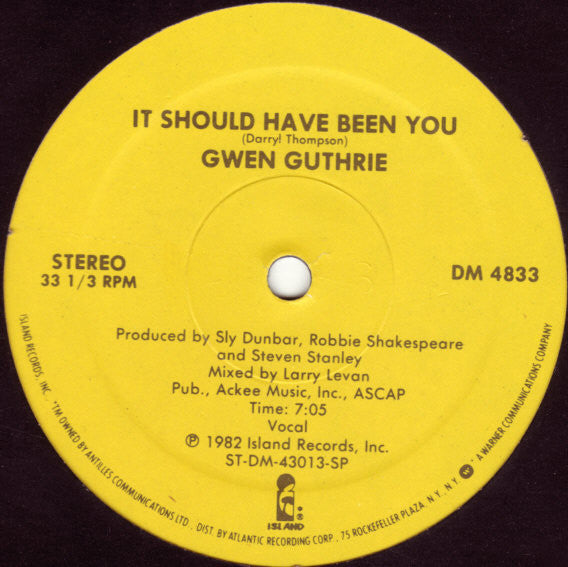 IT SHOULD HAVE BEEN YOU
(Darryl Thompson)
GWEN GUTHRIE
STEREO
33 1/3 RPM
DM 4833
Produced by Sly Dunbar, Robbie Shakespeare
and Steven Stanley
Mixed by Larry Levan
Pub., Ackee Music, Inc., ASCAP
Time: 7:05
Vocal
℗ 1982 Island Records, Inc.
ST-DM-43013-SP
ISLAND
ISLAND RECORDS, INC., *TM OWNED BY ANTILLES COMMUNICATIONS LTD., DIST. BY ATLANTIC RECORDING CORP., 75 ROCKEFELLER PLAZA, N.Y., N.Y. A WARNER COMMUNICATIONS COMPANY